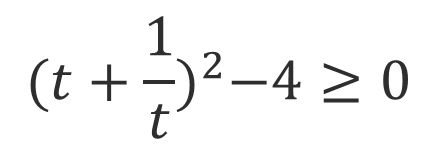 (t + 1/t)² − 4 ≥ 0